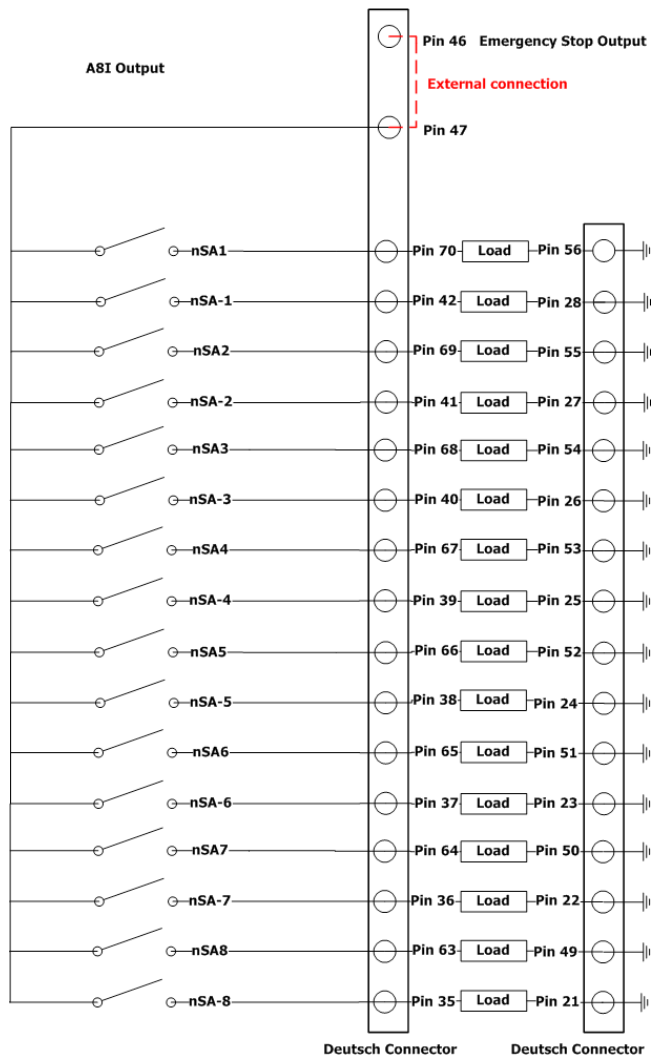 Pin 46 Emergency Stop Output
A8I Output
External connection
Pin 47
nSA1 Pin 70 Load Pin 56
nSA-1 Pin 42 Load Pin 28
nSA2 Pin 69 Load Pin 55
nSA-2 Pin 41 Load Pin 27
nSA3 Pin 68 Load Pin 54
nSA-3 Pin 40 Load Pin 26
nSA4 Pin 67 Load Pin 53
nSA-4 Pin 39 Load Pin 25
nSA5 Pin 66 Load Pin 52
nSA-5 Pin 38 Load Pin 24
nSA6 Pin 65 Load Pin 51
nSA-6 Pin 37 Load Pin 23
nSA7 Pin 64 Load Pin 50
nSA-7 Pin 36 Load Pin 22
nSA8 Pin 63 Load Pin 49
nSA-8 Pin 35 Load Pin 21
Deutsch Connector Deutsch Connector